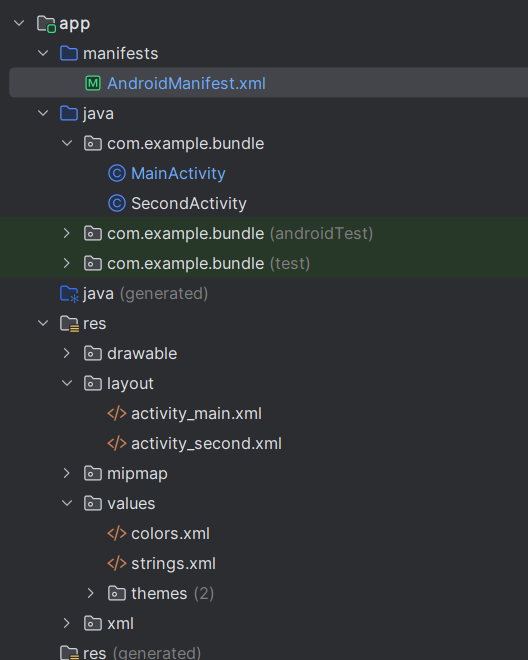 app
manifests
AndroidManifest.xml
java
com.example.bundle
MainActivity
SecondActivity
com.example.bundle (androidTest)
com.example.bundle (test)
java (generated)
res
drawable
layout
activity_main.xml
activity_second.xml
mipmap
values
colors.xml
strings.xml
themes (2)
xml
res (generated)